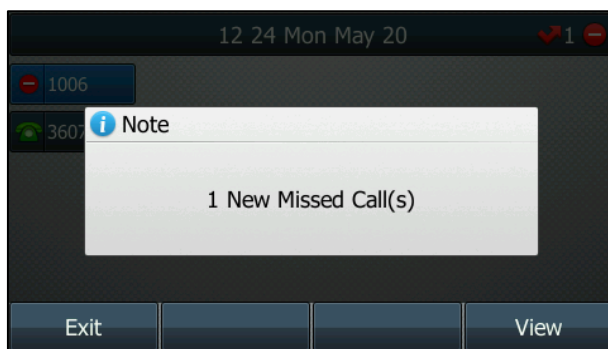 12 24 Mon May 20
1
1006
3607
Note
1 New Missed Call(s)
Exit
View